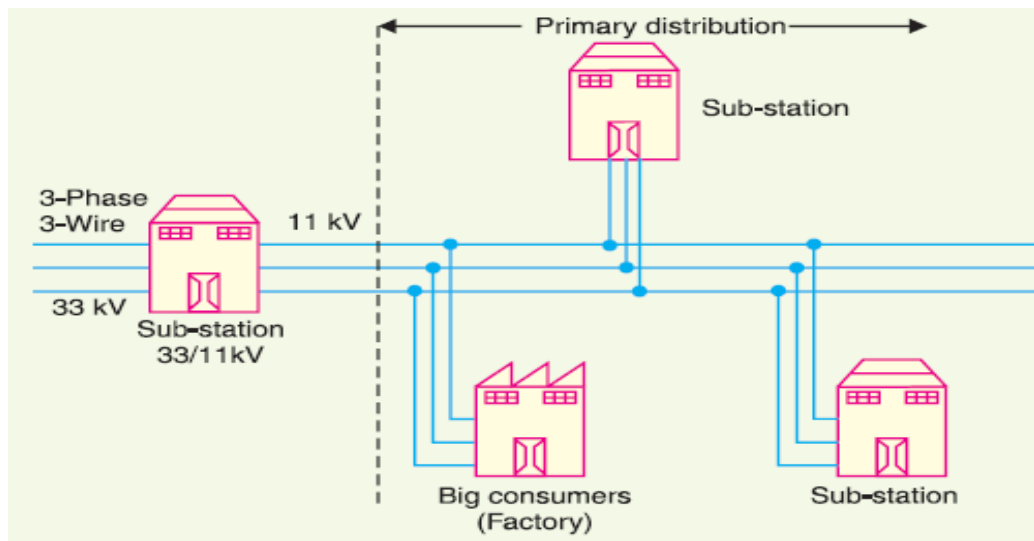 Primary distribution
Sub-station
3-Phase
3-Wire
11 kV
33 kV
Sub-station
33/11kV
Big consumers
(Factory)
Sub-station